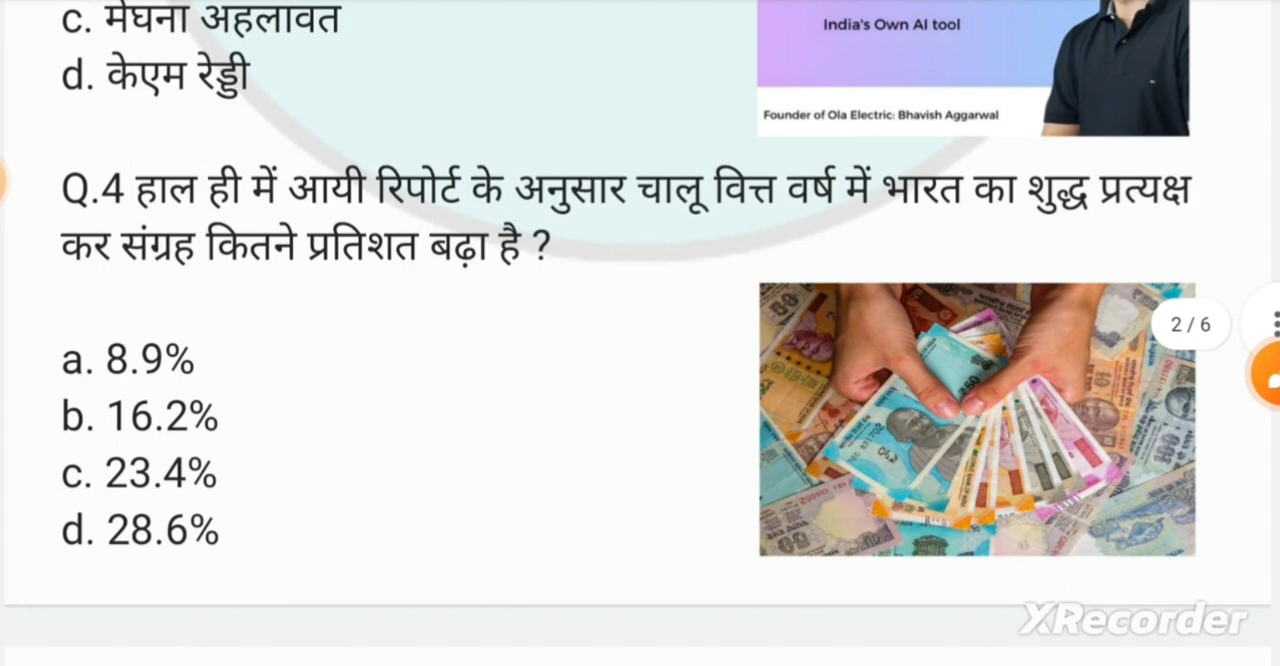 c. मेघना अहलावत
d. केएम रेड्डी
India's Own AI tool
Founder of Ola Electric: Bhavish Aggarwal
Q.4 हाल ही में आयी रिपोर्ट के अनुसार चालू वित्त वर्ष में भारत का शुद्ध प्रत्यक्ष
कर संग्रह कितने प्रतिशत बढ़ा है ?
a. 8.9%
b. 16.2%
c. 23.4%
d. 28.6%
2 / 6
XRecorder